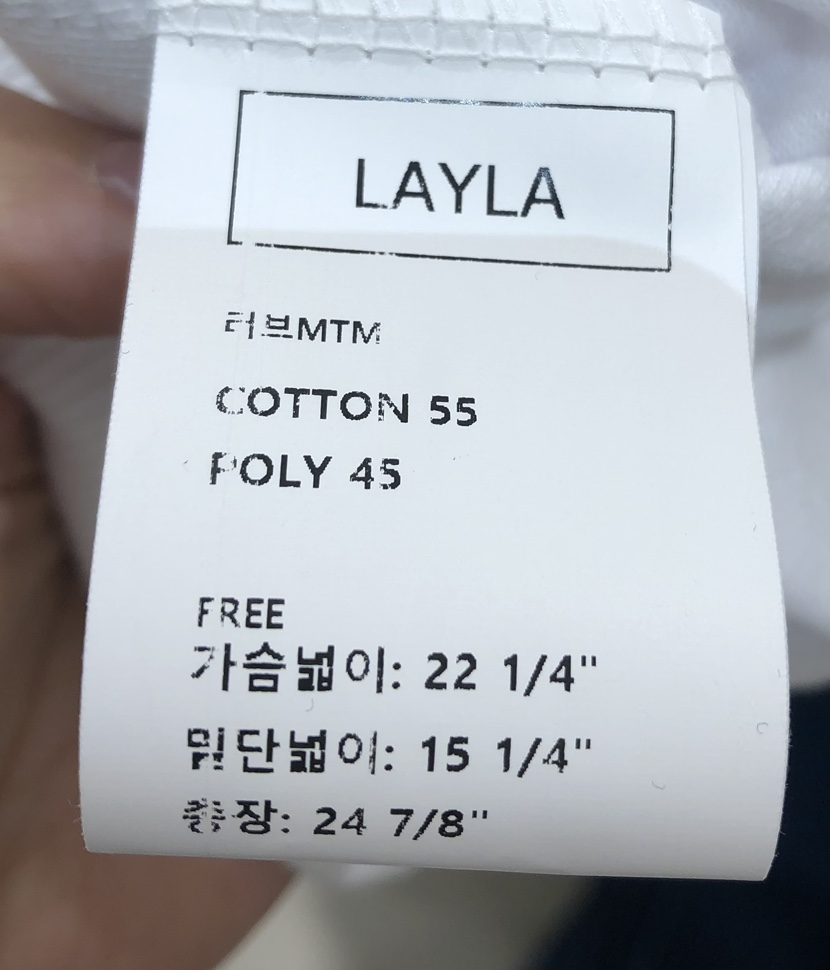 LAYLA
러브MTM
COTTON 55
POLY 45
FREE
가슴넓이: 22 1/4"
밑단넓이: 15 1/4"
총장: 24 7/8"